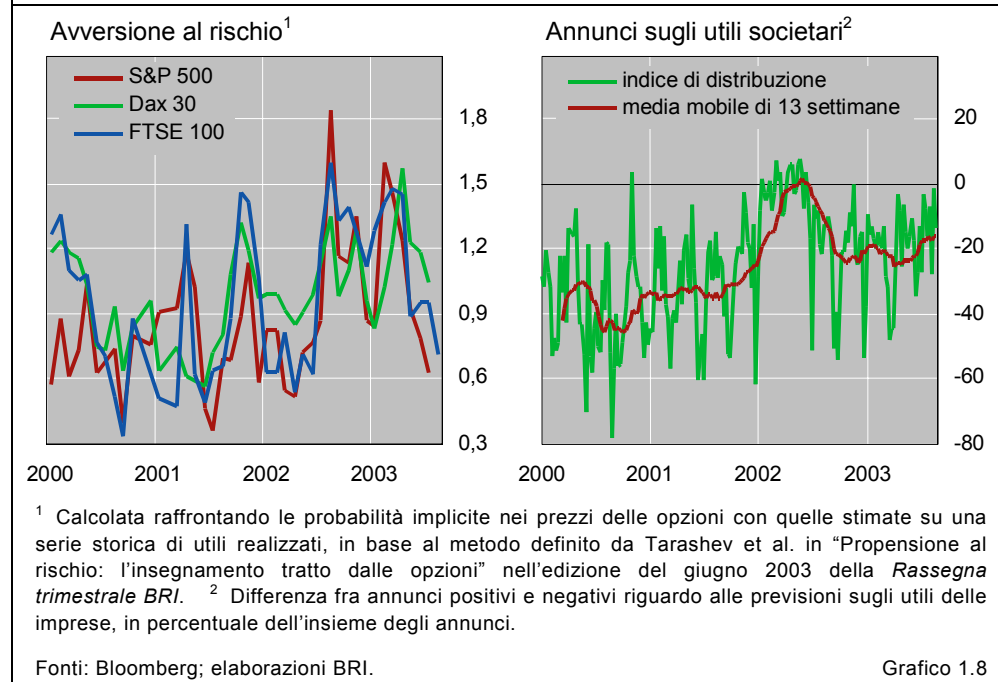 Avversione al rischio¹
S&P 500
Dax 30
FTSE 100
1,8
1,5
1,2
0,9
0,6
0,3
2000 2001 2002 2003
Annunci sugli utili societari²
indice di distribuzione
media mobile di 13 settimane
20
0
-20
-40
-60
-80
2000 2001 2002 2003
¹ Calcolata raffrontando le probabilità implicite nei prezzi delle opzioni con quelle stimate su una
serie storica di utili realizzati, in base al metodo definito da Tarashev et al. in “Propensione al
rischio: l’insegnamento tratto dalle opzioni” nell’edizione del giugno 2003 della Rassegna
trimestrale BRI. ² Differenza fra annunci positivi e negativi riguardo alle previsioni sugli utili delle
imprese, in percentuale dell’insieme degli annunci.
Fonti: Bloomberg; elaborazioni BRI. Grafico 1.8